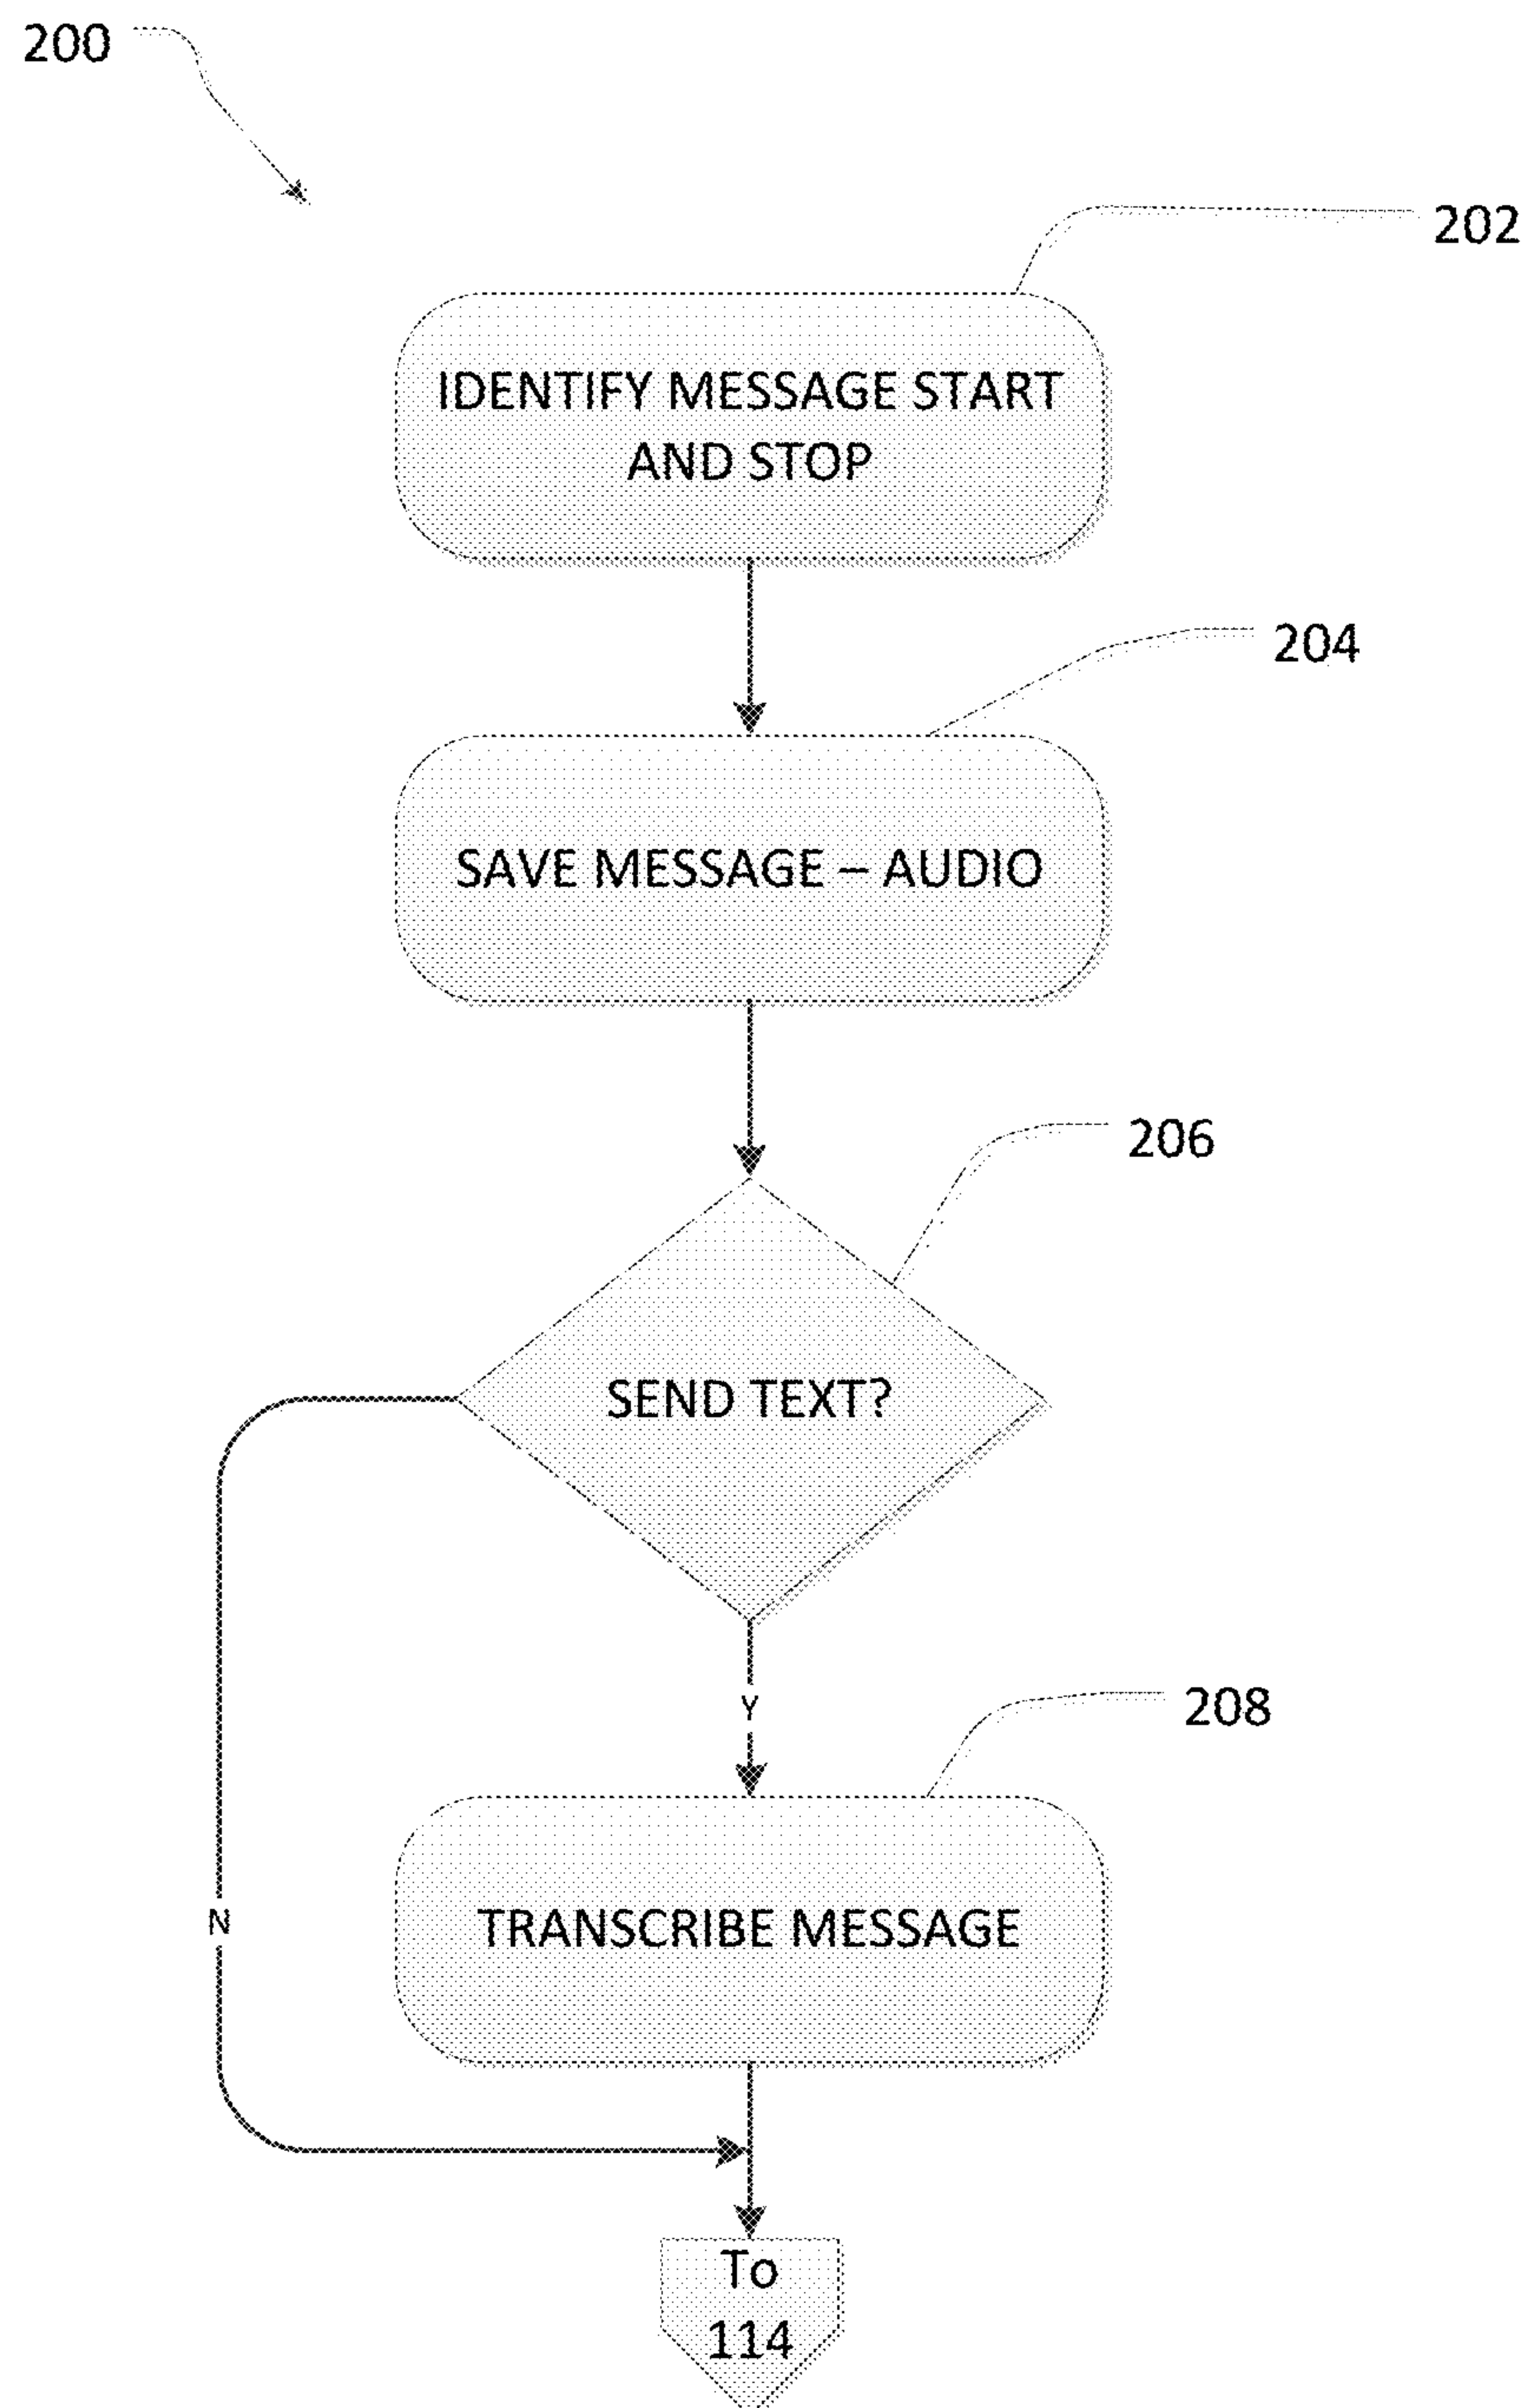 200
202
IDENTIFY MESSAGE START
AND STOP
204
SAVE MESSAGE – AUDIO
206
SEND TEXT?
Y
208
TRANSCRIBE MESSAGE
N
To
114